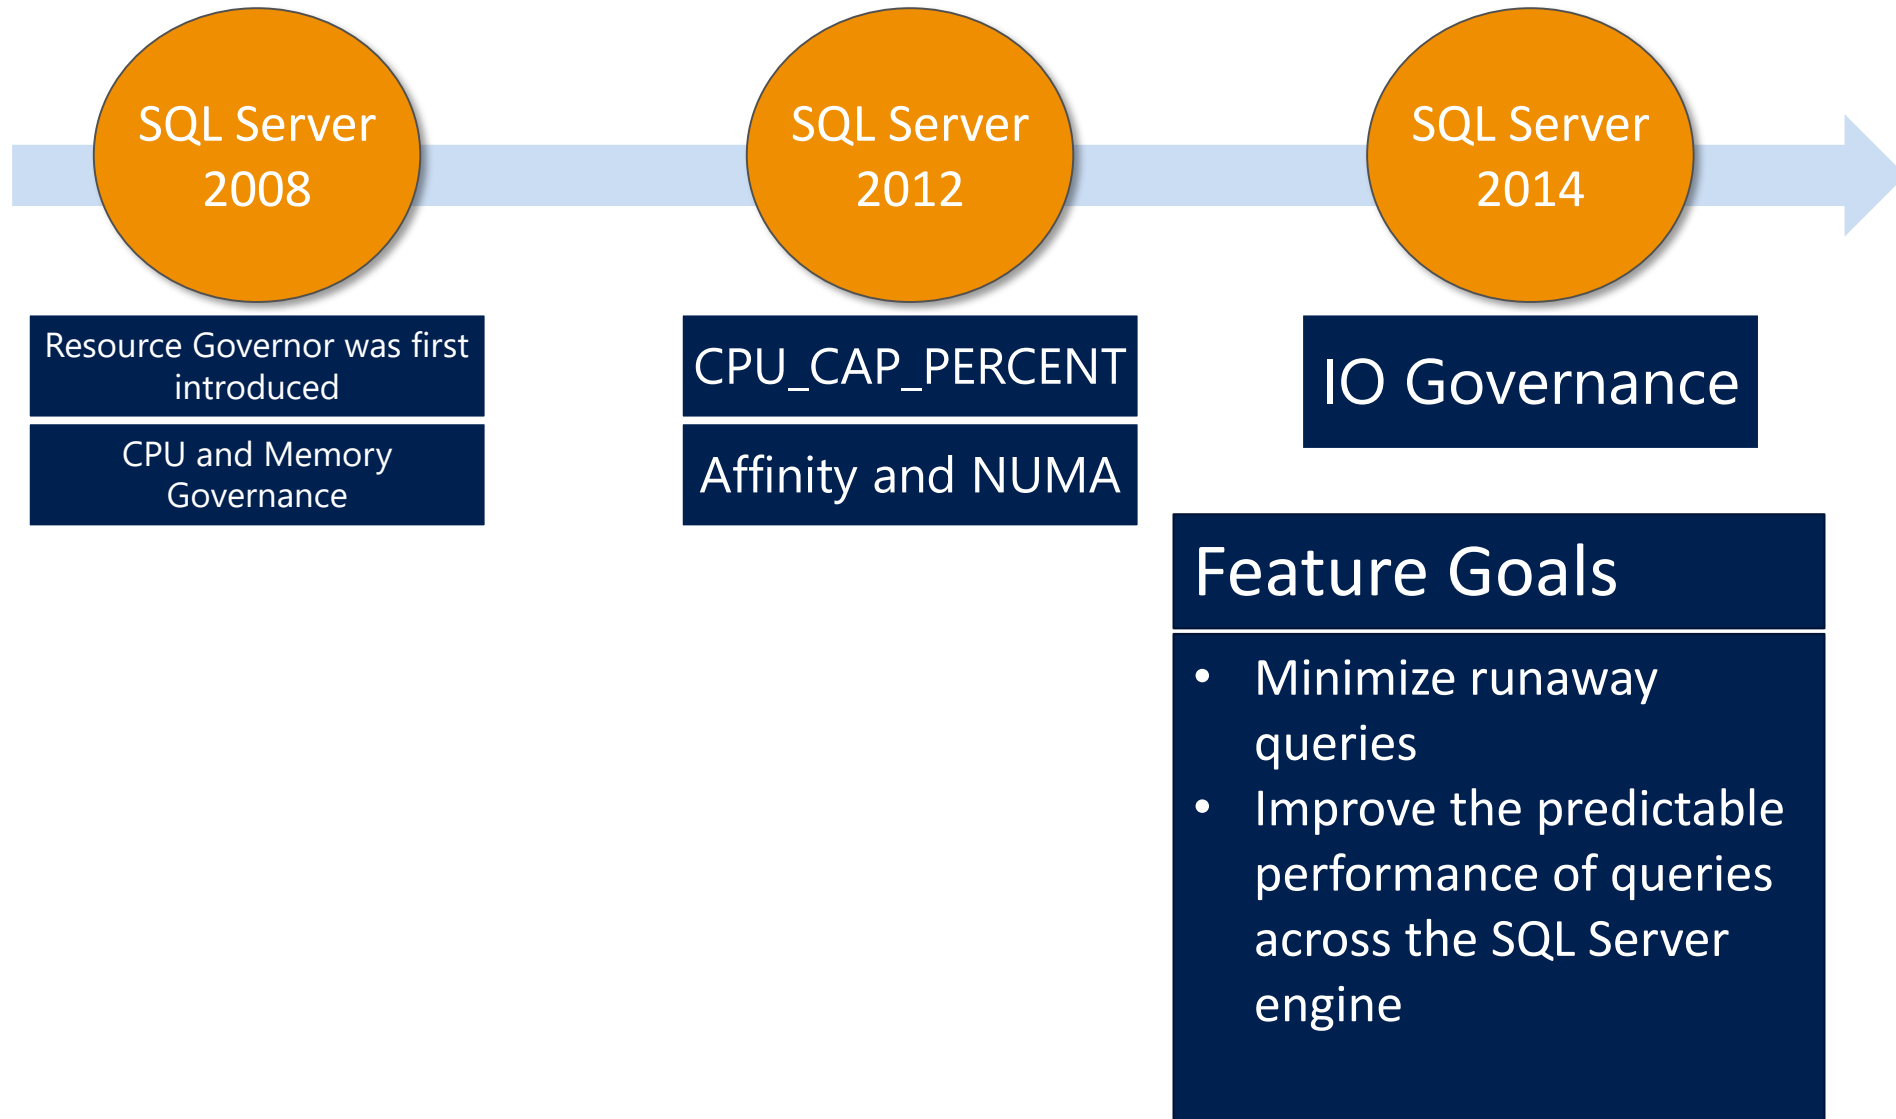 SQL Server
2008
SQL Server
2012
SQL Server
2014
Resource Governor was first
introduced
CPU and Memory
Governance
CPU_CAP_PERCENT
Affinity and NUMA
IO Governance
Feature Goals
• Minimize runaway
queries
• Improve the predictable
performance of queries
across the SQL Server
engine